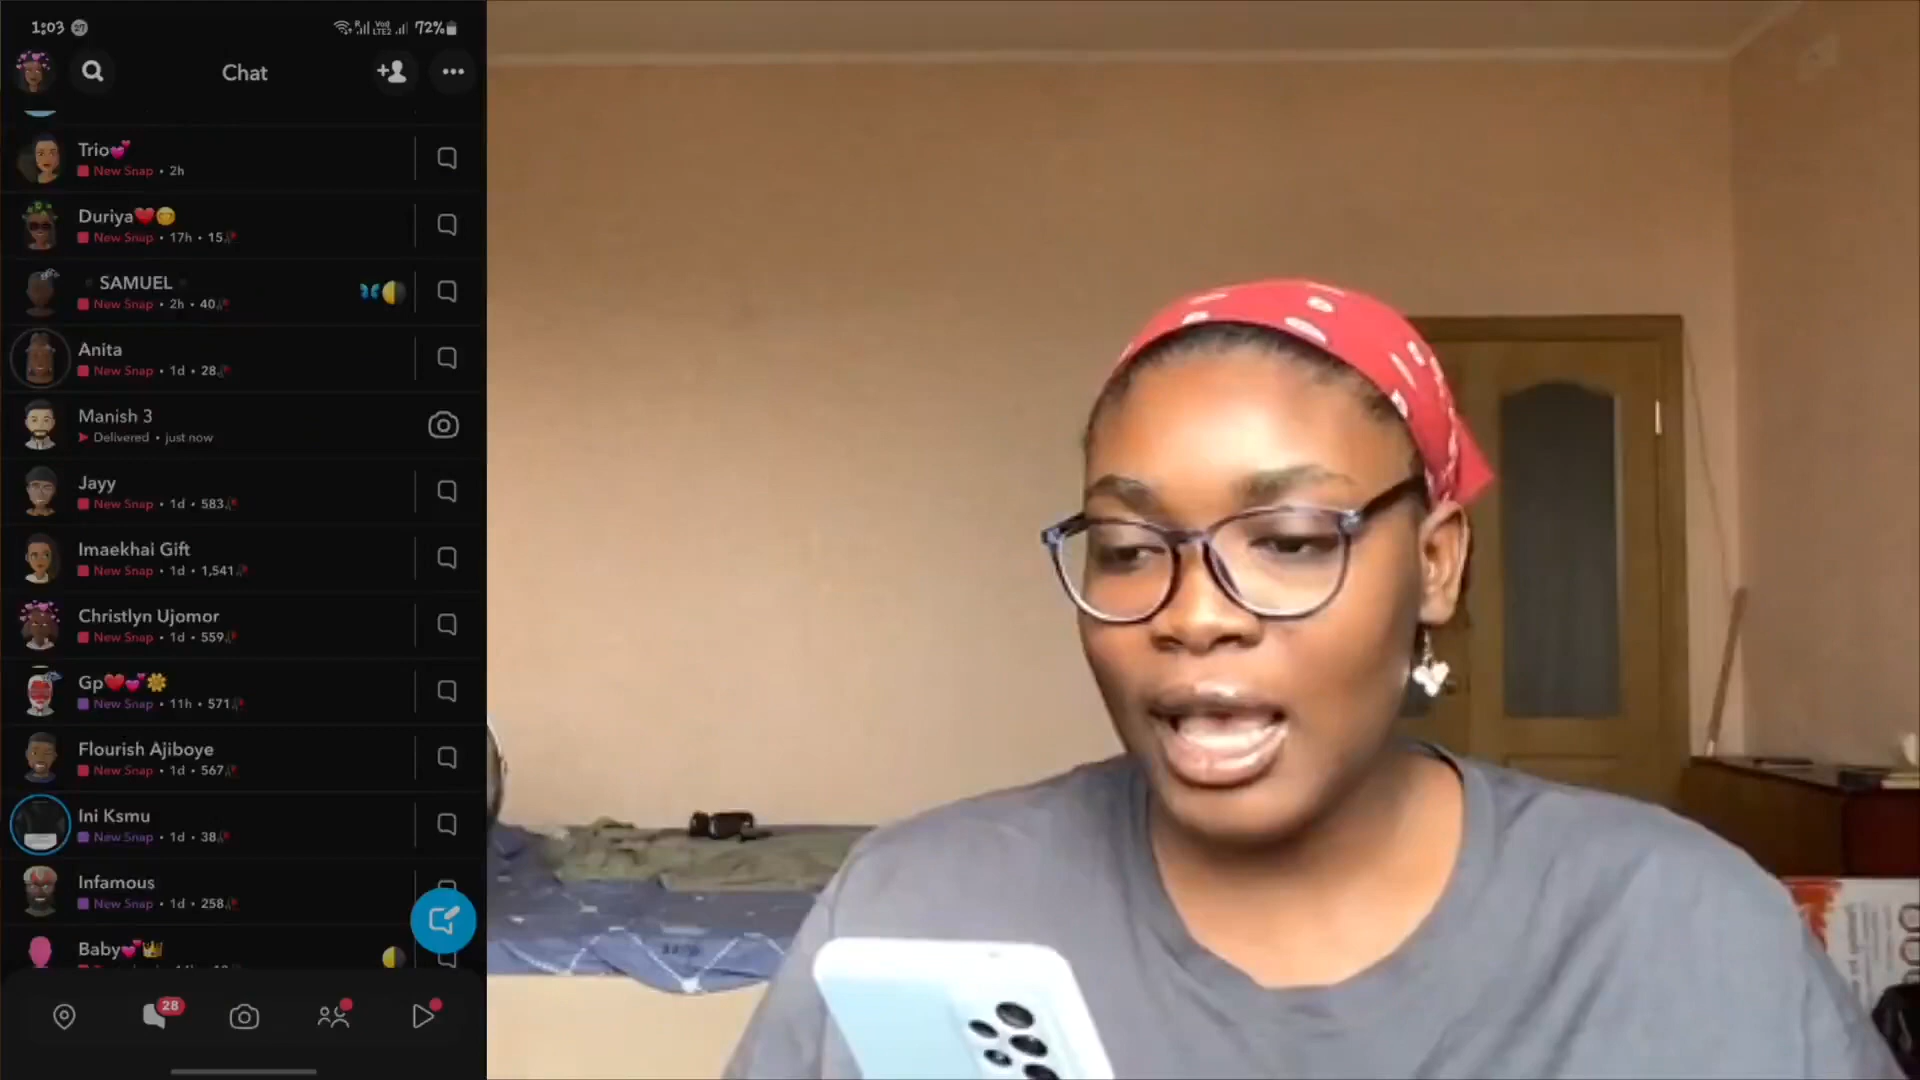 1:03 27 R Vo) LTE2 72%
Chat
Trio💕
New Snap • 2h
Duriya❤️😁
New Snap • 17h • 15
SAMUEL
New Snap • 2h • 40
Anita
New Snap • 1d • 28
Manish 3
Delivered • just now
Jayy
New Snap • 1d • 583
Imaekhai Gift
New Snap • 1d • 1,541
Christlyn Ujomor
New Snap • 1d • 559
Gp❤️💕🌼
New Snap • 11h • 571
Flourish Ajiboye
New Snap • 1d • 567
Ini Ksmu
New Snap • 1d • 38
Infamous
New Snap • 1d • 258
Baby💕👑
28